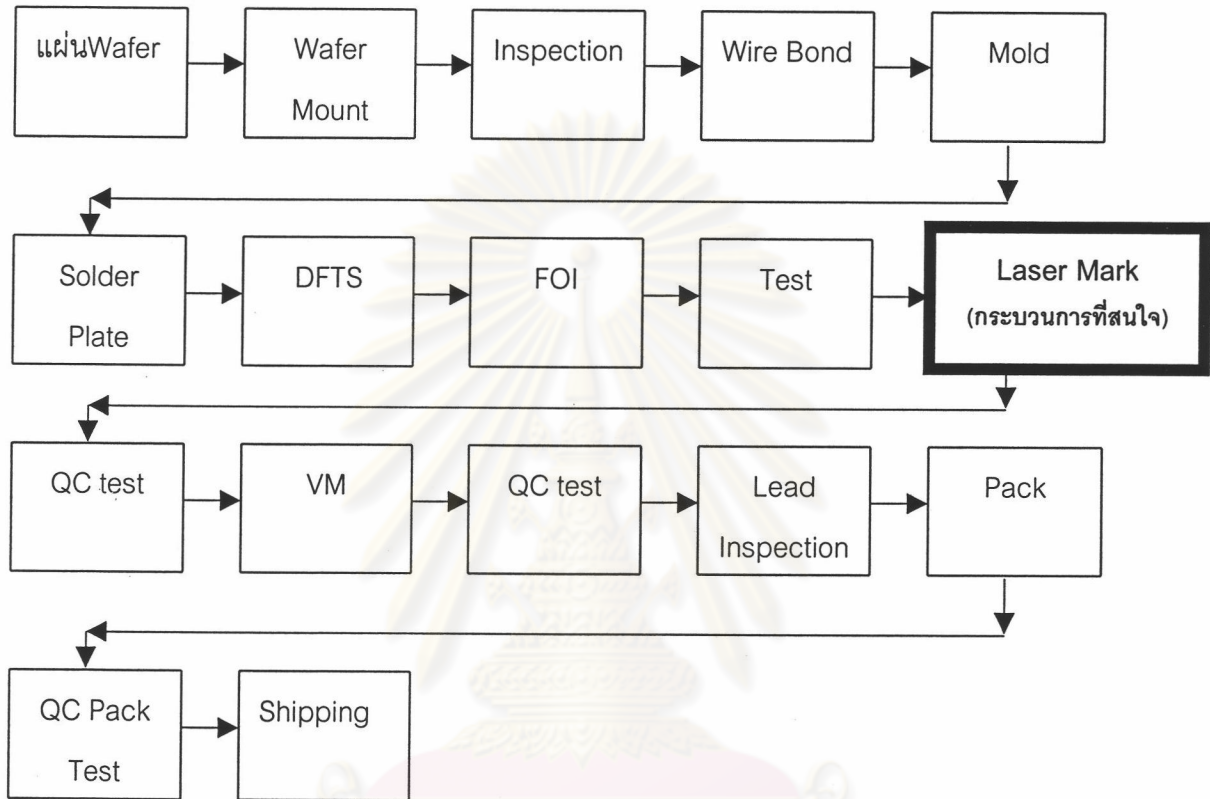 แผ่นWafer
Wafer
Mount
Inspection
Wire Bond
Mold
Solder
Plate
DFTS
FOI
Test
Laser Mark
(กระบวนการที่สนใจ)
QC test
VM
QC test
Lead
Inspection
Pack
QC Pack
Test
Shipping